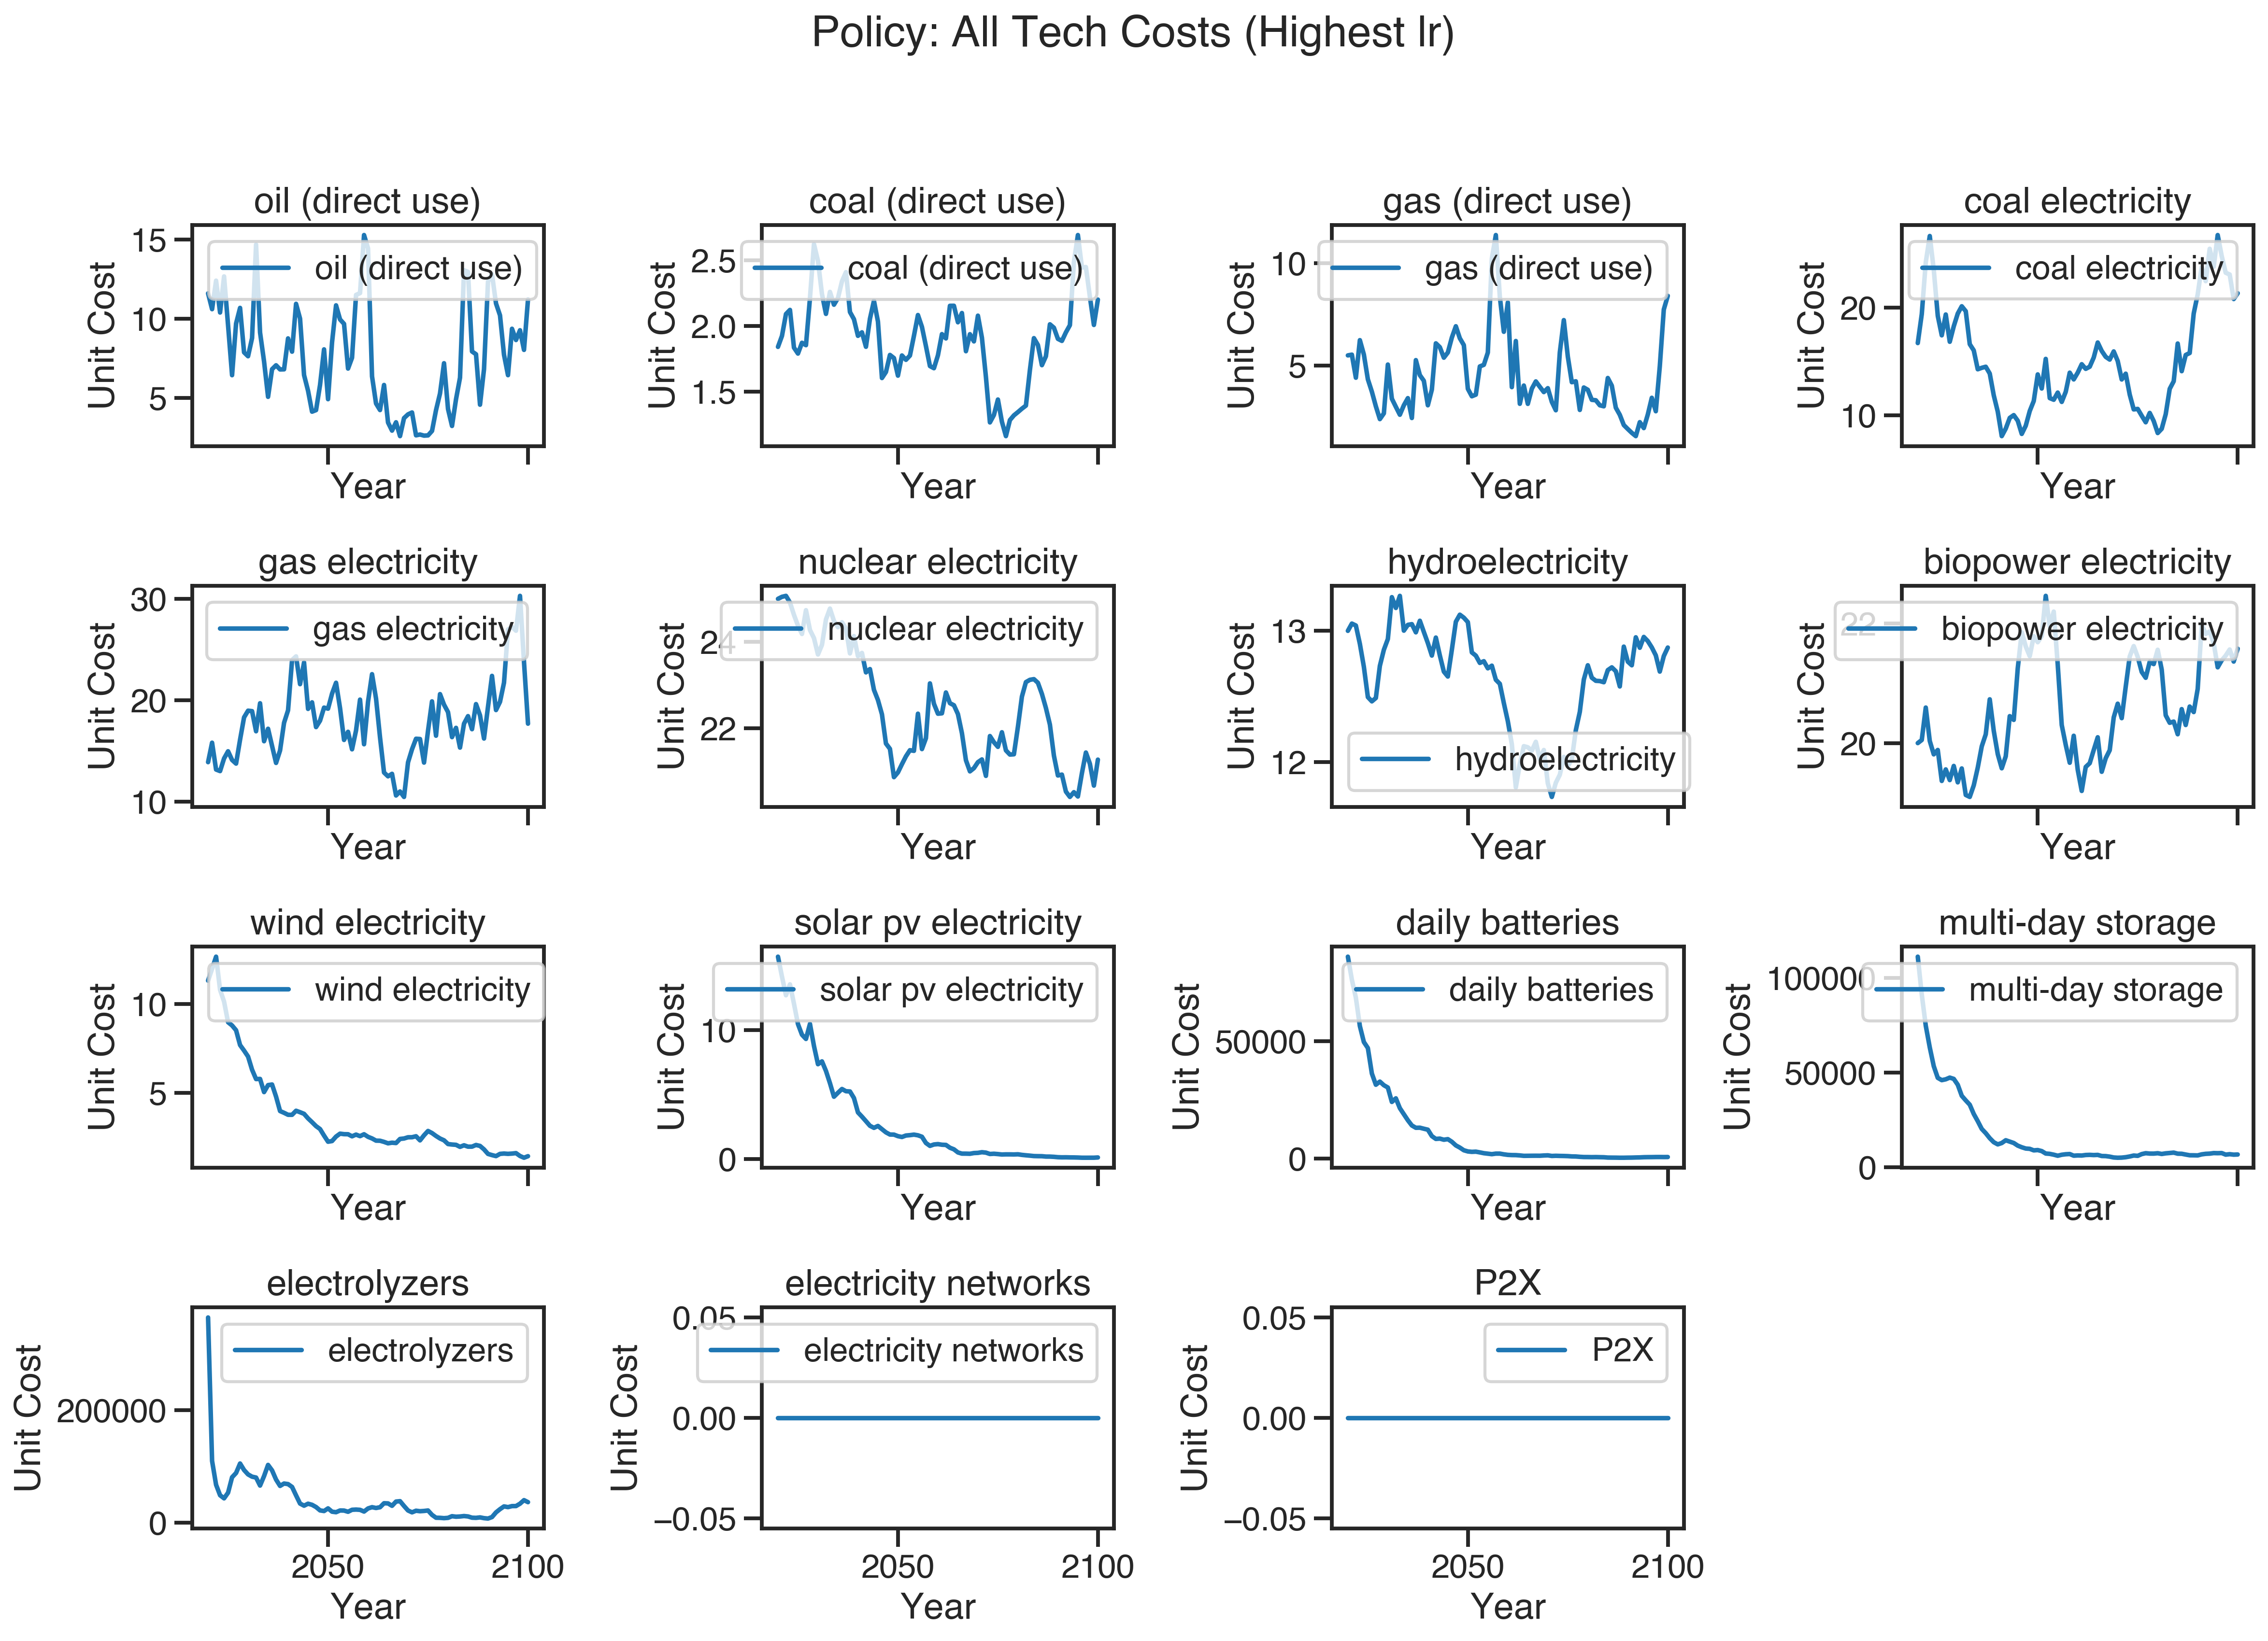 Policy: All Tech Costs (Highest lr)
oil (direct use)
15
10
5
Unit Cost
oil (direct use)
Year
coal (direct use)
2.5
2.0
1.5
Unit Cost
coal (direct use)
Year
gas (direct use)
10
5
Unit Cost
gas (direct use)
Year
coal electricity
20
10
Unit Cost
coal electricity
Year
gas electricity
30
20
10
Unit Cost
gas electricity
Year
nuclear electricity
24
22
Unit Cost
nuclear electricity
Year
hydroelectricity
13
12
Unit Cost
hydroelectricity
Year
biopower electricity
22
20
Unit Cost
biopower electricity
Year
wind electricity
10
5
Unit Cost
wind electricity
Year
solar pv electricity
10
0
Unit Cost
solar pv electricity
Year
daily batteries
50000
0
Unit Cost
daily batteries
Year
multi-day storage
100000
50000
0
Unit Cost
multi-day storage
Year
electrolyzers
200000
0
Unit Cost
electrolyzers
2050 2100
Year
electricity networks
0.05
0.00
−0.05
Unit Cost
electricity networks
2050 2100
Year
P2X
0.05
0.00
−0.05
Unit Cost
P2X
2050 2100
Year